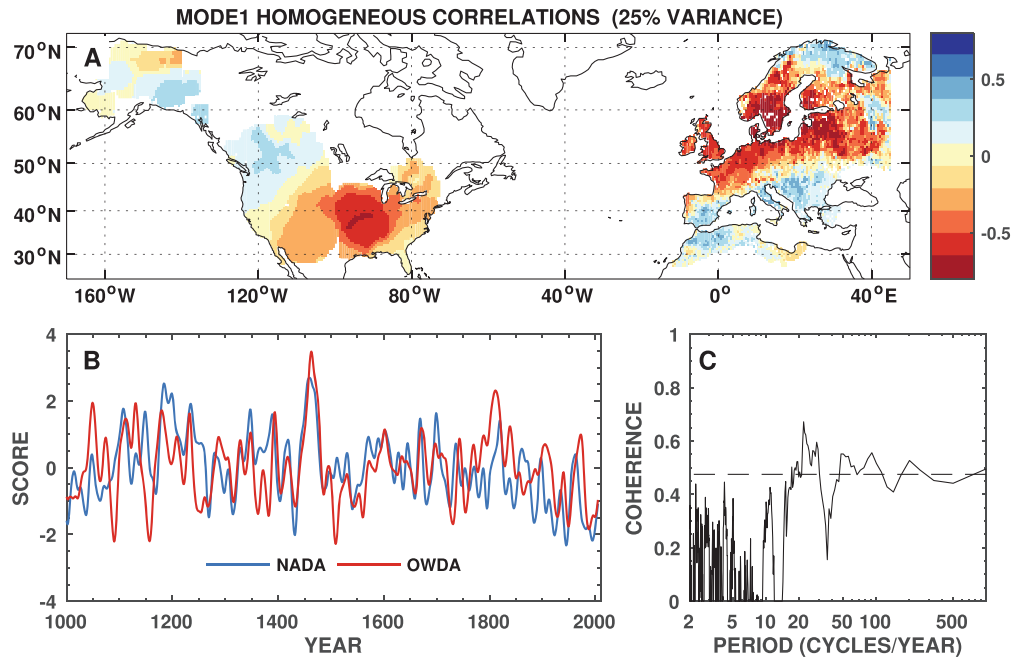 MODE1 HOMOGENEOUS CORRELATIONS (25% VARIANCE)
A
70°N
60°N
50°N
40°N
30°N
160°W 120°W 80°W 40°W 0° 40°E
0.5
0
-0.5
B
SCORE
4
2
0
-2
-4
NADA OWDA
1000 1200 1400 1600 1800 2000
YEAR
C
COHERENCE
1
0.8
0.6
0.4
0.2
0
2 5 10 20 50 100 500
PERIOD (CYCLES/YEAR)